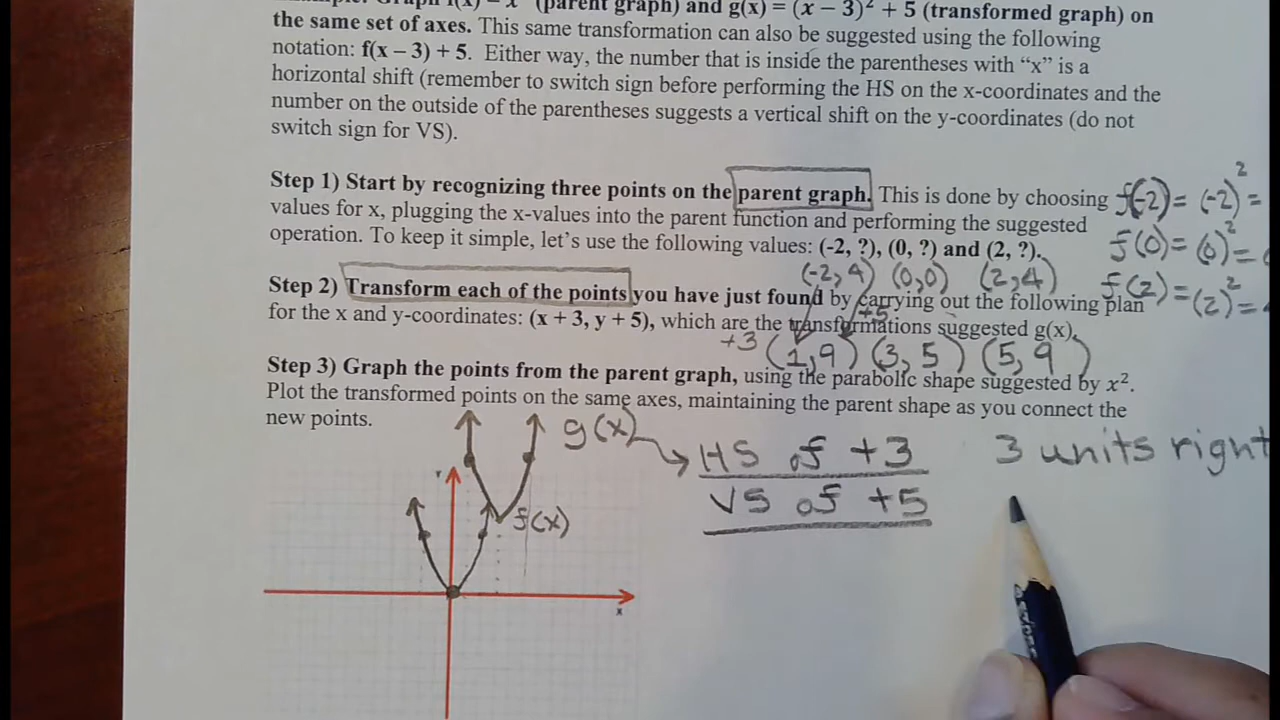 (parent graph) and g(x) = (x − 3)² + 5 (transformed graph) on
the same set of axes. This same transformation can also be suggested using the following
notation: f(x − 3) + 5. Either way, the number that is inside the parentheses with “x” is a
horizontal shift (remember to switch sign before performing the HS on the x-coordinates and the
number on the outside of the parentheses suggests a vertical shift on the y-coordinates (do not
switch sign for VS).
Step 1) Start by recognizing three points on the parent graph. This is done by choosing
f(-2) = (-2)² =
values for x, plugging the x-values into the parent function and performing the suggested
f(0) = (0)² =
operation. To keep it simple, let’s use the following values: (-2, ?), (0, ?) and (2, ?).
(-2,4) (0,0) (2,4)
f(2) = (2)² =
Step 2) Transform each of the points you have just found by carrying out the following plan
+5
for the x and y-coordinates: (x + 3, y + 5), which are the transformations suggested g(x).
+3 (1,9) (3,5) (5,9)
Step 3) Graph the points from the parent graph, using the parabolic shape suggested by x².
Plot the transformed points on the same axes, maintaining the parent shape as you connect the
new points.
g(x)
HS of +3 3 units right
VS of +5
f(x)
Y
x